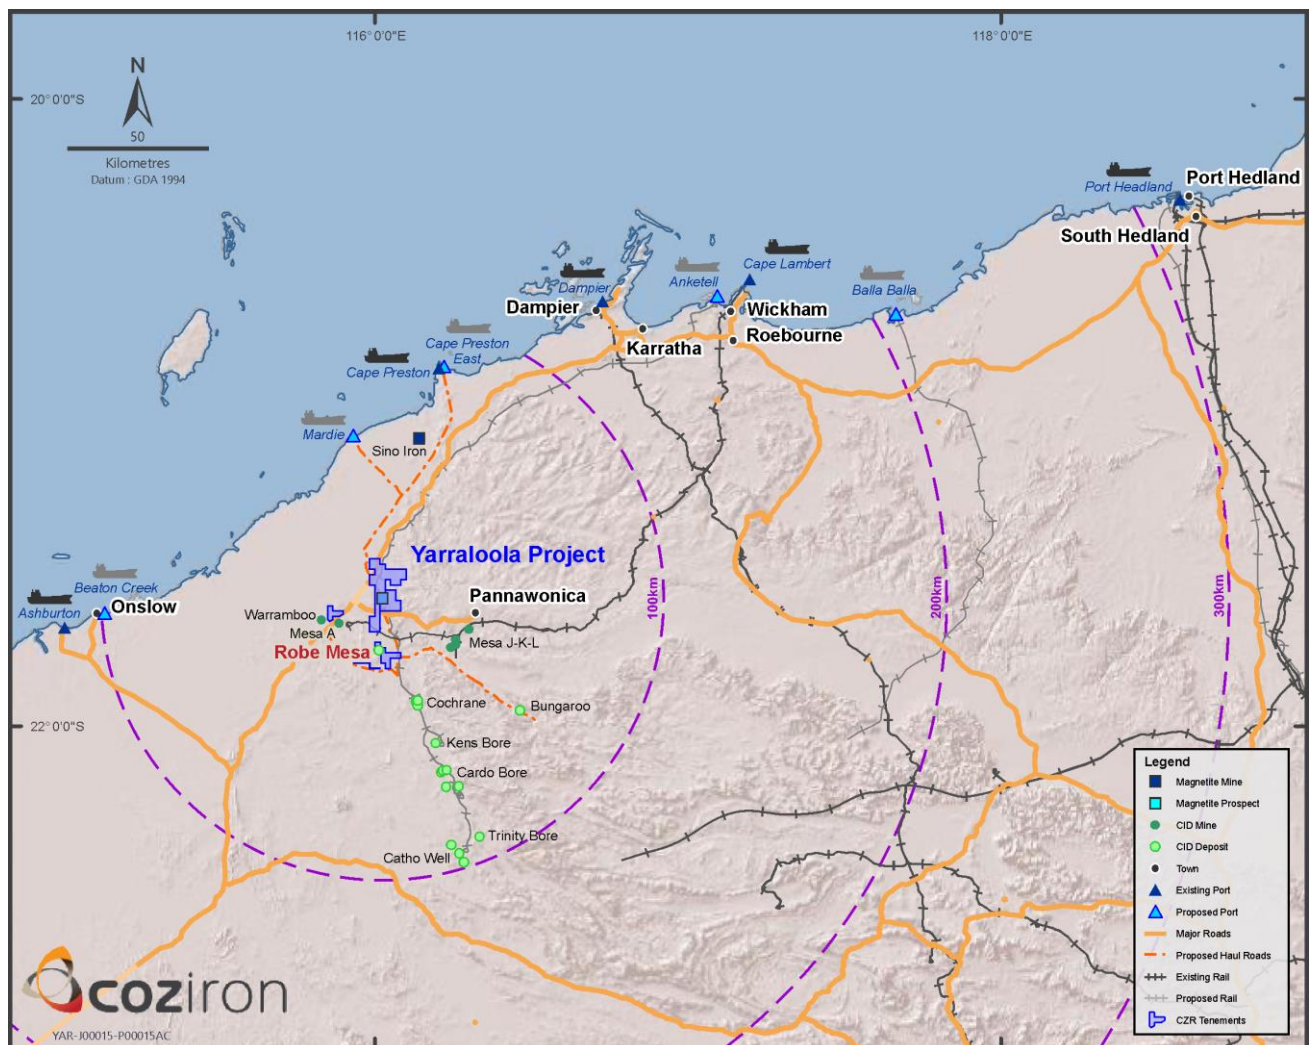 116°0'0"E
118°0'0"E
N
20°0'0"S
50
Kilometres
Datum : GDA 1994
Port Headland
Port Hedland
South Hedland
Cape Lambert
Anketell
Dampier
Balla Balla
Dampier
Wickham
Roebourne
Karratha
Cape Preston
East
Cape Preston
Mardie
Sino Iron
Yarraloola Project
Beaton Creek
Ashburton
Onslow
Pannawonica
100km
200km
300km
Warramboo
Mesa A
Mesa J-K-L
Robe Mesa
Cochrane
Bungaroo
22°0'0"S
Kens Bore
Cardo Bore
Trinity Bore
Catho Well
Legend
Magnetite Mine
Magnetite Prospect
CID Mine
CID Deposit
Town
Existing Port
Proposed Port
Major Roads
Proposed Haul Roads
Existing Rail
Proposed Rail
CZR Tenements
coziron
YAR-J00015-P00015AC